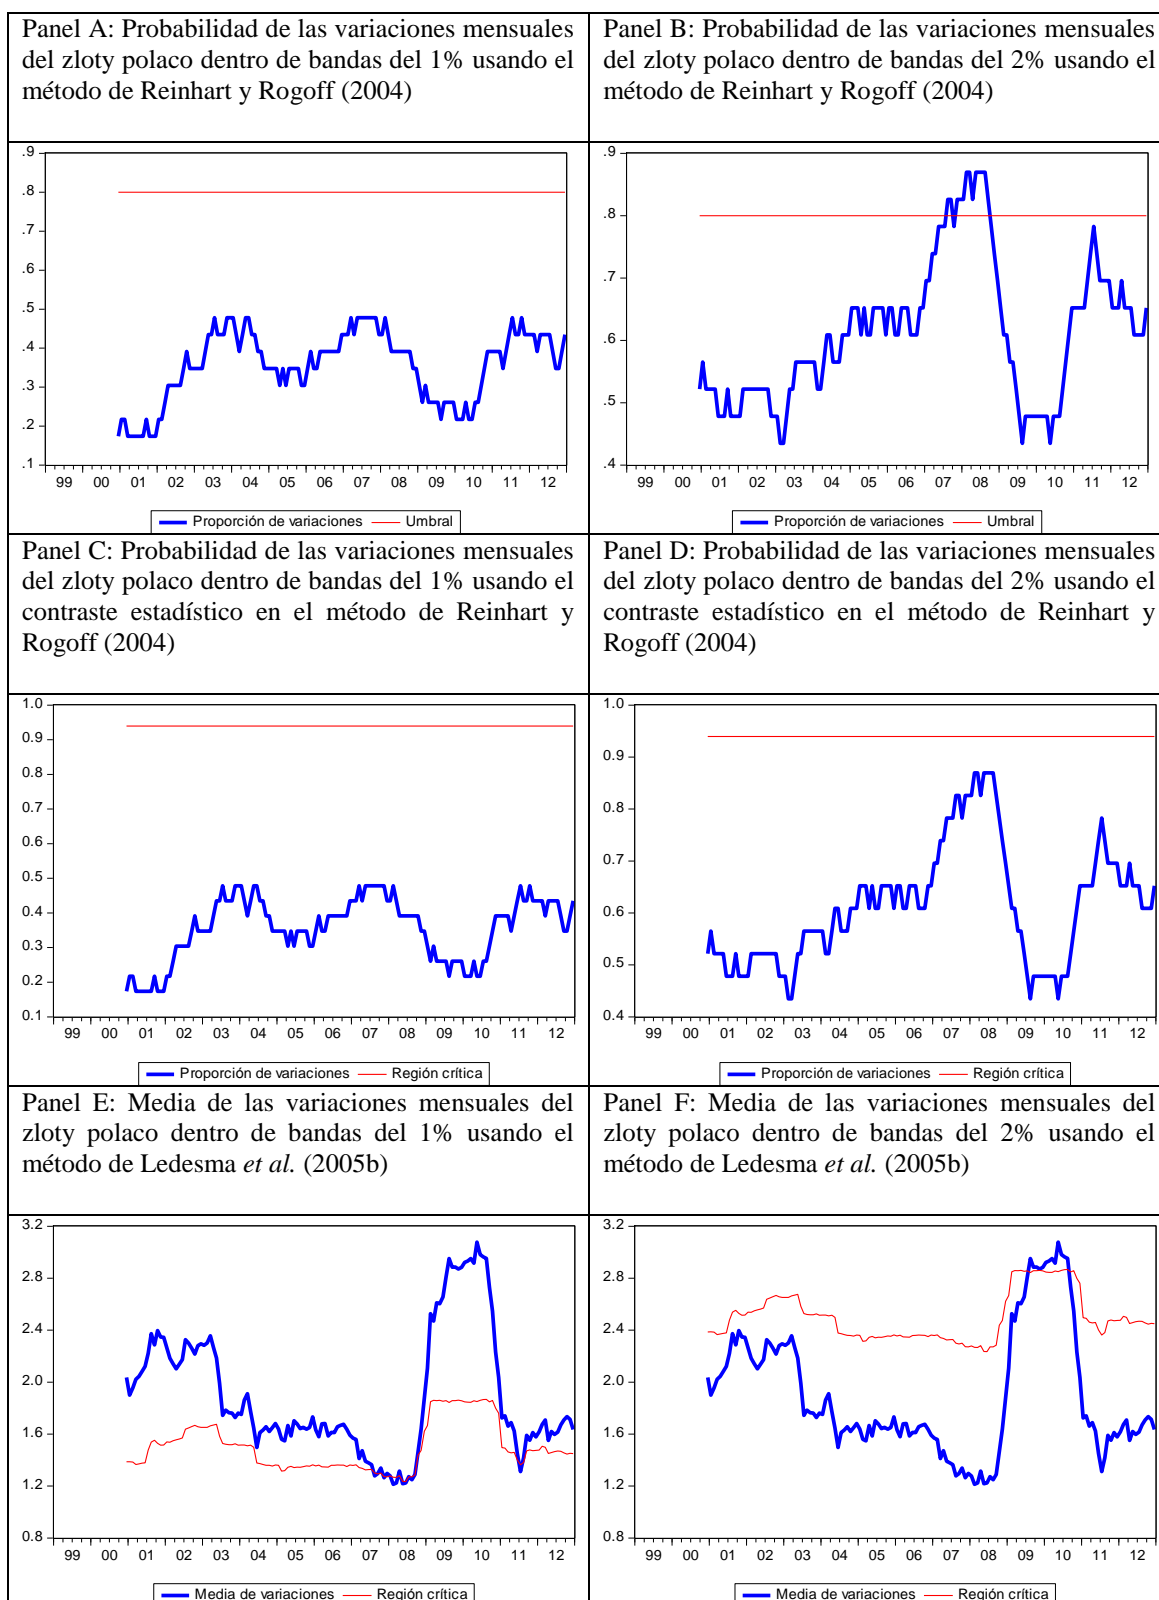 Panel A: Probabilidad de las variaciones mensuales
del zloty polaco dentro de bandas del 1% usando el
método de Reinhart y Rogoff (2004)
Panel B: Probabilidad de las variaciones mensuales
del zloty polaco dentro de bandas del 2% usando el
método de Reinhart y Rogoff (2004)
.9
.8
.7
.6
.5
.4
.3
.2
.1
99 00 01 02 03 04 05 06 07 08 09 10 11 12
Proporción de variaciones Umbral
.9
.8
.7
.6
.5
.4
99 00 01 02 03 04 05 06 07 08 09 10 11 12
Proporción de variaciones Umbral
Panel C: Probabilidad de las variaciones mensuales
del zloty polaco dentro de bandas del 1% usando el
contraste estadístico en el método de Reinhart y
Rogoff (2004)
Panel D: Probabilidad de las variaciones mensuales
del zloty polaco dentro de bandas del 2% usando el
contraste estadístico en el método de Reinhart y
Rogoff (2004)
1.0
0.9
0.8
0.7
0.6
0.5
0.4
0.3
0.2
0.1
99 00 01 02 03 04 05 06 07 08 09 10 11 12
Proporción de variaciones Región crítica
1.0
0.9
0.8
0.7
0.6
0.5
0.4
99 00 01 02 03 04 05 06 07 08 09 10 11 12
Proporción de variaciones Región crítica
Panel E: Media de las variaciones mensuales del
zloty polaco dentro de bandas del 1% usando el
método de Ledesma et al. (2005b)
Panel F: Media de las variaciones mensuales del
zloty polaco dentro de bandas del 2% usando el
método de Ledesma et al. (2005b)
3.2
2.8
2.4
2.0
1.6
1.2
0.8
99 00 01 02 03 04 05 06 07 08 09 10 11 12
Media de variaciones Región crítica
3.2
2.8
2.4
2.0
1.6
1.2
0.8
99 00 01 02 03 04 05 06 07 08 09 10 11 12
Media de variaciones Región crítica